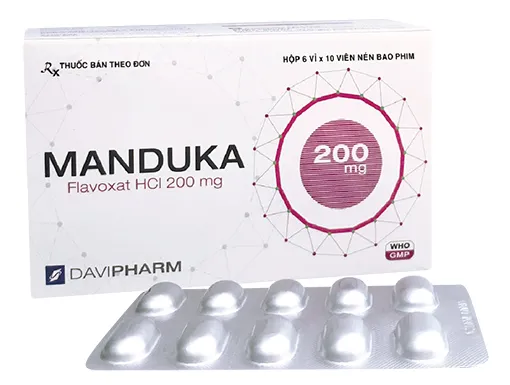 Rx THUỐC BÁN THEO ĐƠN
HỘP 6 VỈ x 10 VIÊN NÉN BAO PHIM
MANDUKA
Flavoxat HCl 200 mg
200
mg
WHO
GMP
DAVIPHARM